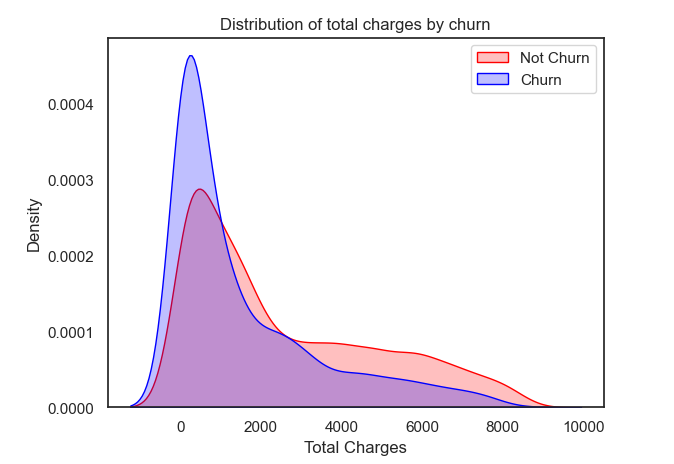 Distribution of total charges by churn
Not Churn
Churn
0.0004
0.0003
0.0002
0.0001
0.0000
Density
0
2000
4000
6000
8000
10000
Total Charges